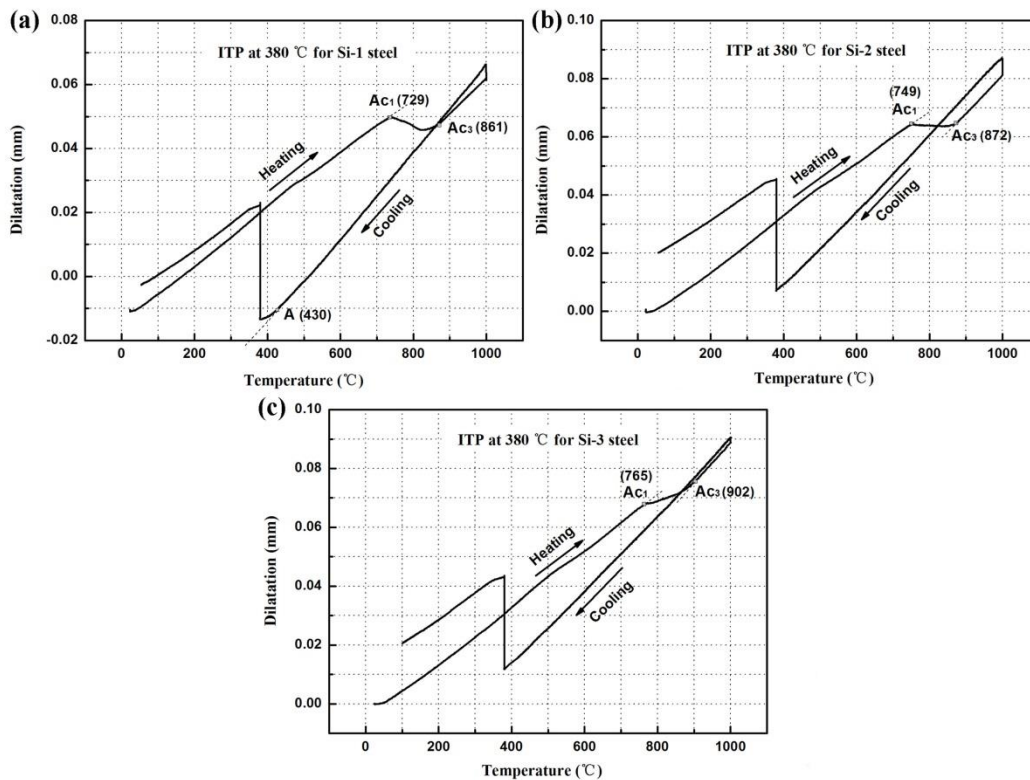 (a)
ITP at 380 ℃ for Si-1 steel
Dilatation (mm)
0.08
0.06
0.04
0.02
0.00
-0.02
Ac1 (729)
Ac3 (861)
Heating
Cooling
A (430)
0 200 400 600 800 1000
Temperature (℃)
(b)
ITP at 380 ℃ for Si-2 steel
Dilatation (mm)
0.10
0.08
0.06
0.04
0.02
0.00
(749)
Ac1
Ac3 (872)
Heating
Cooling
0 200 400 600 800 1000
Temperature (℃)
(c)
ITP at 380 ℃ for Si-3 steel
Dilatation (mm)
0.10
0.08
0.06
0.04
0.02
0.00
(765)
Ac1
Ac3 (902)
Heating
Cooling
0 200 400 600 800 1000
Temperature (℃)